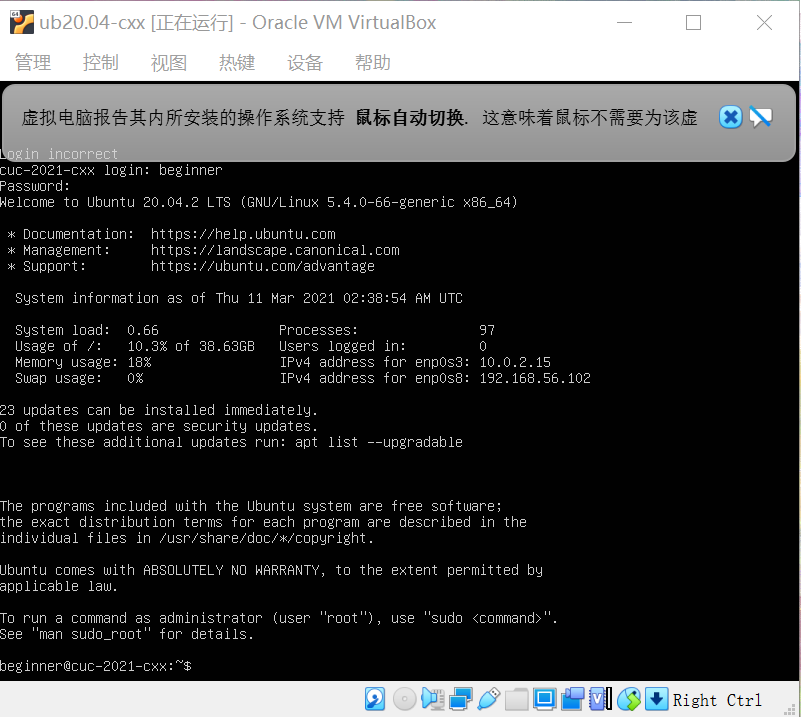 ub20.04-cxx [正在运行] - Oracle VM VirtualBox
管理 控制 视图 热键 设备 帮助
虚拟电脑报告其内所安装的操作系统支持 鼠标自动切换. 这意味着鼠标不需要为该虚
Login incorrect
cuc-2021-cxx login: beginner
Password:
Welcome to Ubuntu 20.04.2 LTS (GNU/Linux 5.4.0-66-generic x86_64)
* Documentation: https://help.ubuntu.com
* Management: https://landscape.canonical.com
* Support: https://ubuntu.com/advantage
System information as of Thu 11 Mar 2021 02:38:54 AM UTC
System load: 0.66 Processes: 97
Usage of /: 10.3% of 38.63GB Users logged in: 0
Memory usage: 18% IPv4 address for enp0s3: 10.0.2.15
Swap usage: 0% IPv4 address for enp0s8: 192.168.56.102
23 updates can be installed immediately.
0 of these updates are security updates.
To see these additional updates run: apt list --upgradable
The programs included with the Ubuntu system are free software;
the exact distribution terms for each program are described in the
individual files in /usr/share/doc/*/copyright.
Ubuntu comes with ABSOLUTELY NO WARRANTY, to the extent permitted by
applicable law.
To run a command as administrator (user "root"), use "sudo <command>".
See "man sudo_root" for details.
beginner@cuc-2021-cxx:~$
Right Ctrl